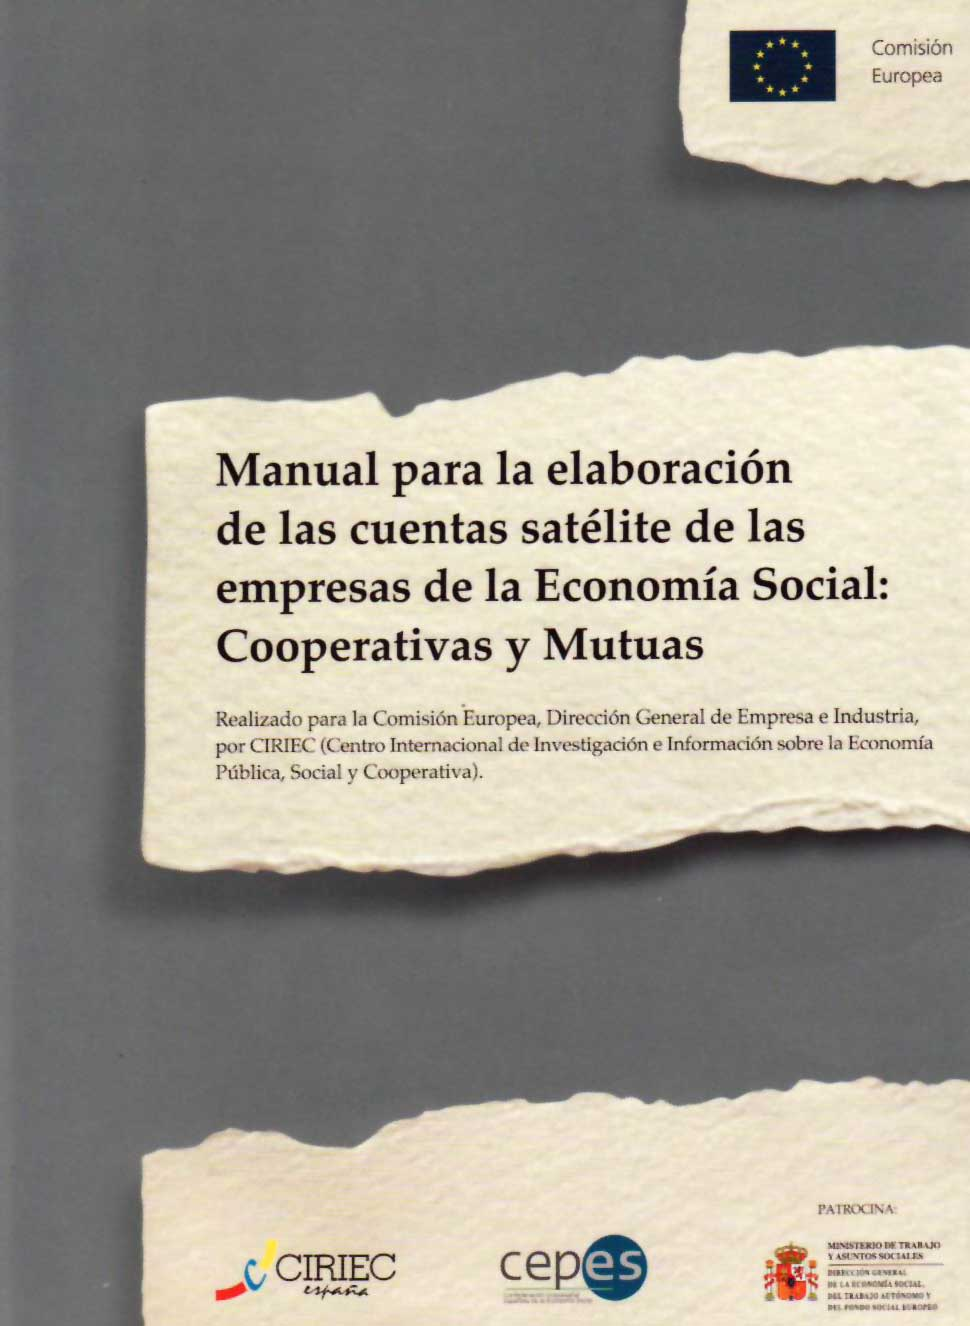 Comisión
Europea
Manual para la elaboración
de las cuentas satélite de las
empresas de la Economía Social:
Cooperativas y Mutuas
Realizado para la Comisión Europea, Dirección General de Empresa e Industria,
por CIRIEC (Centro Internacional de Investigación e Información sobre la Economía
Pública, Social y Cooperativa).
PATROCINA:
CIRIEC
españa
cepes
MINISTERIO DE TRABAJO
Y ASUNTOS SOCIALES
DIRECCIÓN GENERAL
DE LA ECONOMÍA SOCIAL,
DEL TRABAJO AUTÓNOMO Y
DEL FONDO SOCIAL EUROPEO